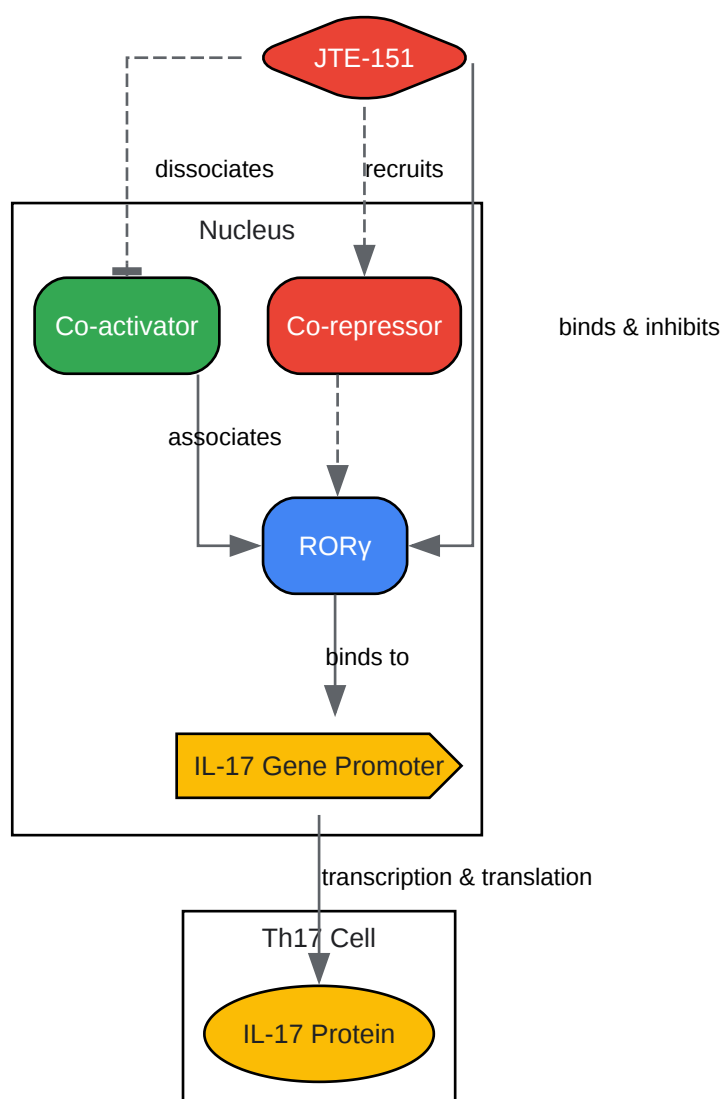 JTE-151
dissociates
recruits
Nucleus
Co-activator
Co-repressor
binds & inhibits
associates
RORγ
binds to
IL-17 Gene Promoter
transcription & translation
Th17 Cell
IL-17 Protein